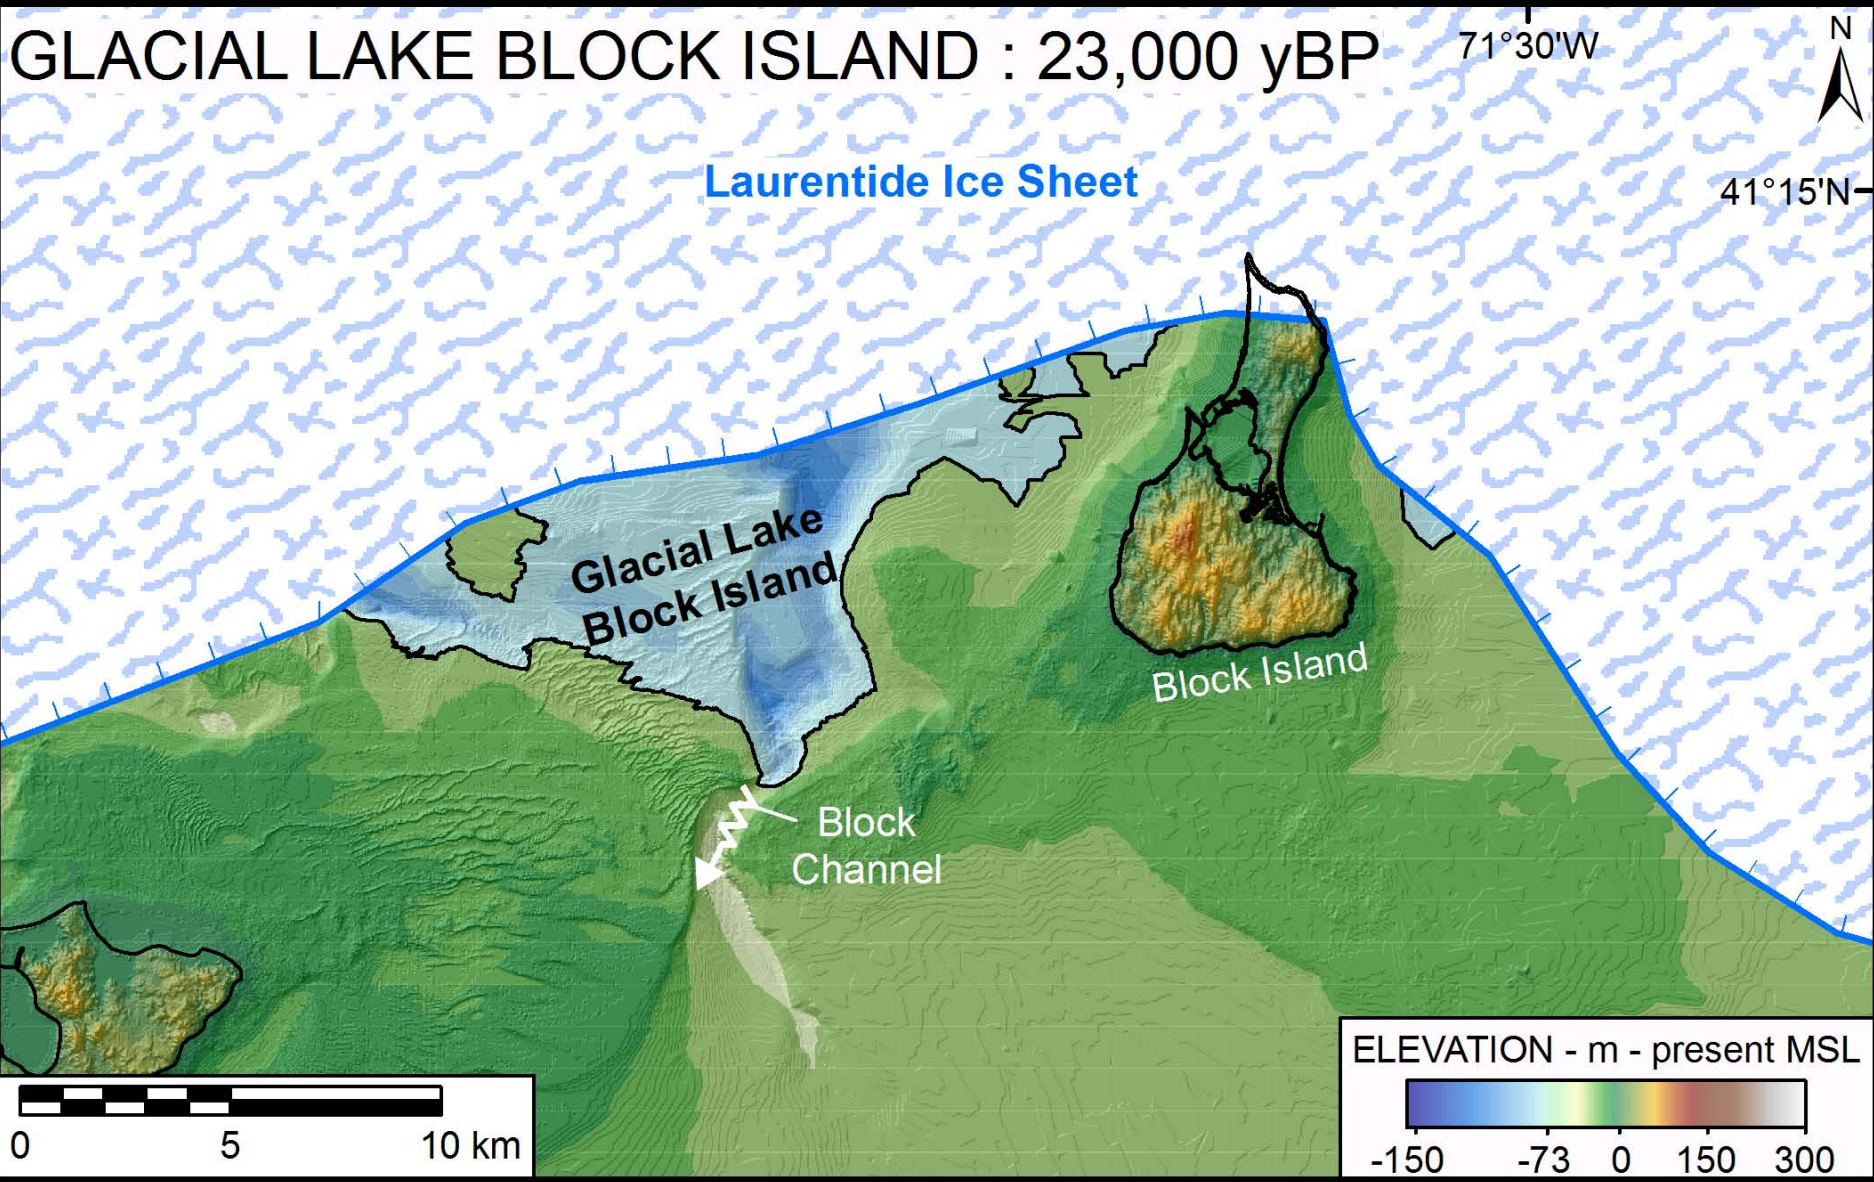 GLACIAL LAKE BLOCK ISLAND : 23,000 yBP
71°30'W
N
Laurentide Ice Sheet
41°15'N
Glacial Lake
Block Island
Block Island
Block
Channel
ELEVATION - m - present MSL
-150 -73 0 150 300
0 5 10 km